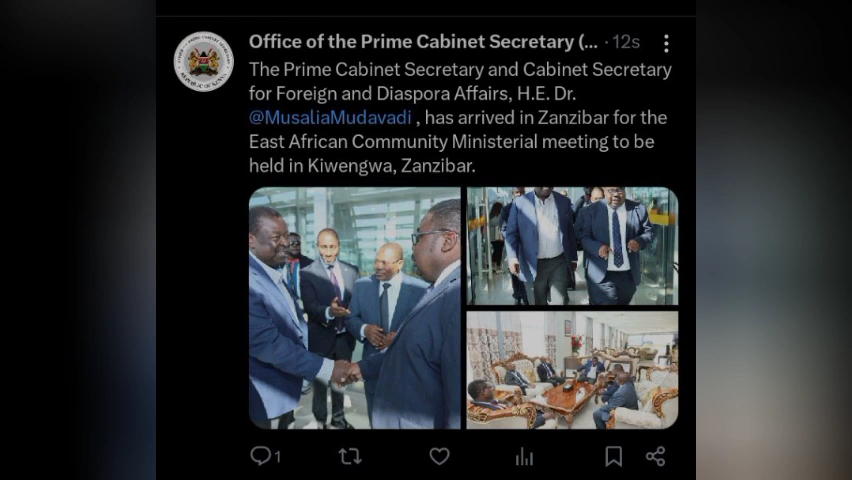 Office of the Prime Cabinet Secretary (... · 12s
The Prime Cabinet Secretary and Cabinet Secretary
for Foreign and Diaspora Affairs, H.E. Dr.
@MusaliaMudavadi , has arrived in Zanzibar for the
East African Community Ministerial meeting to be
held in Kiwengwa, Zanzibar.
1